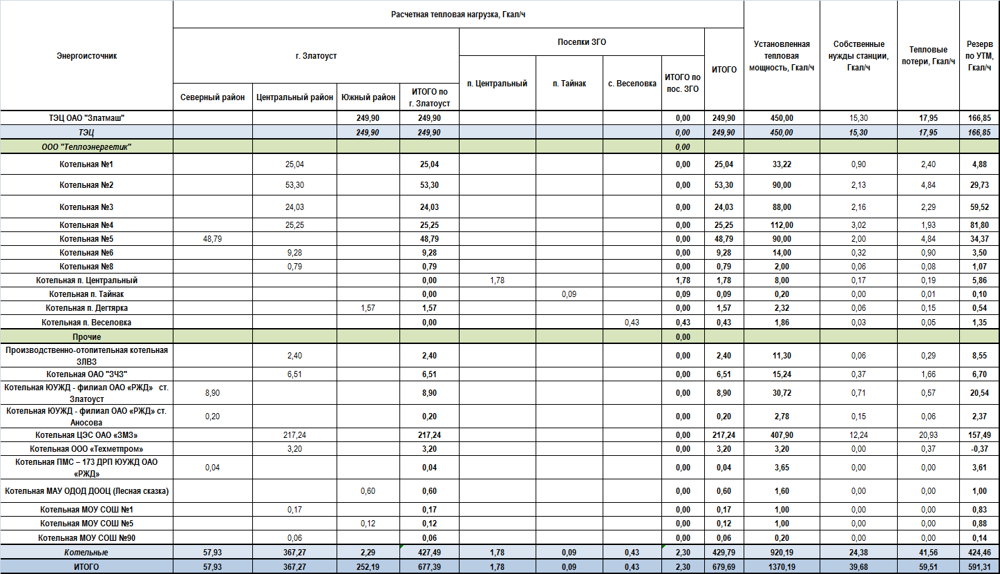 Энергоисточник
Расчетная тепловая нагрузка, Гкал/ч
г. Златоуст
Поселки ЗГО
ИТОГО
Установленная
тепловая
мощность, Гкал/ч
Собственные
нужды станции,
Гкал/ч
Тепловые
потери, Гкал/ч
Резерв
по УТМ,
Гкал/ч
Северный район
Центральный район
Южный район
ИТОГО по
г. Златоуст
п. Центральный
п. Тайнак
с. Веселовка
ИТОГО по
пос. ЗГО
ТЭЦ ОАО "Златмаш" 249,90 249,90 0,00 249,90 450,00 15,30 17,95 166,85
ТЭЦ 249,90 249,90 0,00 249,90 450,00 15,30 17,95 166,85
ООО "Теплоэнергетик" 0,00
Котельная №1 25,04 25,04 0,00 25,04 33,22 0,90 2,40 4,88
Котельная №2 53,30 53,30 0,00 53,30 90,00 2,13 4,84 29,73
Котельная №3 24,03 24,03 0,00 24,03 88,00 2,16 2,29 59,52
Котельная №4 25,25 25,25 0,00 25,25 112,00 3,02 1,93 81,80
Котельная №5 48,79 48,79 0,00 48,79 90,00 2,00 4,84 34,37
Котельная №6 9,28 9,28 0,00 9,28 14,00 0,32 0,90 3,50
Котельная №8 0,79 0,79 0,00 0,79 2,00 0,06 0,08 1,07
Котельная п. Центральный 0,00 1,78 1,78 1,78 8,00 0,17 0,19 5,86
Котельная п. Тайнак 0,00 0,09 0,09 0,09 0,20 0,00 0,01 0,10
Котельная п. Дегтярка 1,57 1,57 0,00 1,57 2,32 0,06 0,15 0,54
Котельная п. Веселовка 0,00 0,43 0,43 0,43 1,86 0,03 0,05 1,35
Прочие 0,00
Производственно-отопительная котельная
ЗЛВЗ 2,40 2,40 0,00 2,40 11,30 0,06 0,29 8,55
Котельная ОАО "ЗЧЗ" 6,51 6,51 0,00 6,51 15,24 0,37 1,66 6,70
Котельная ЮУЖД - филиал ОАО «РЖД» ст.
Златоуст 8,90 8,90 0,00 8,90 30,72 0,71 0,57 20,54
Котельная ЮУЖД - филиал ОАО «РЖД» ст.
Аносова 0,20 0,20 0,00 0,20 2,78 0,15 0,06 2,37
Котельная ЦЭС ОАО «ЗМЗ» 217,24 217,24 0,00 217,24 407,90 12,24 20,93 157,49
Котельная ООО «Техметпром» 3,20 3,20 0,00 3,20 3,20 0,00 0,37 -0,37
Котельная ПМС – 173 ДРП ЮУЖД ОАО
«РЖД» 0,04 0,04 0,00 0,04 3,65 0,00 0,00 3,61
Котельная МАУ ОДОД ДООЦ (Лесная сказка) 0,60 0,60 0,00 0,60 1,60 0,00 0,00 1,00
Котельная МОУ СОШ №1 0,17 0,17 0,00 0,17 1,00 0,00 0,00 0,83
Котельная МОУ СОШ №5 0,12 0,12 0,00 0,12 1,00 0,00 0,00 0,88
Котельная МОУ СОШ №90 0,06 0,06 0,00 0,06 0,20 0,00 0,00 0,14
Котельные 57,93 367,27 2,29 427,49 1,78 0,09 0,43 2,30 429,79 920,19 24,38 41,56 424,46
ИТОГО 57,93 367,27 252,19 677,39 1,78 0,09 0,43 2,30 679,69 1370,19 39,68 59,51 591,31